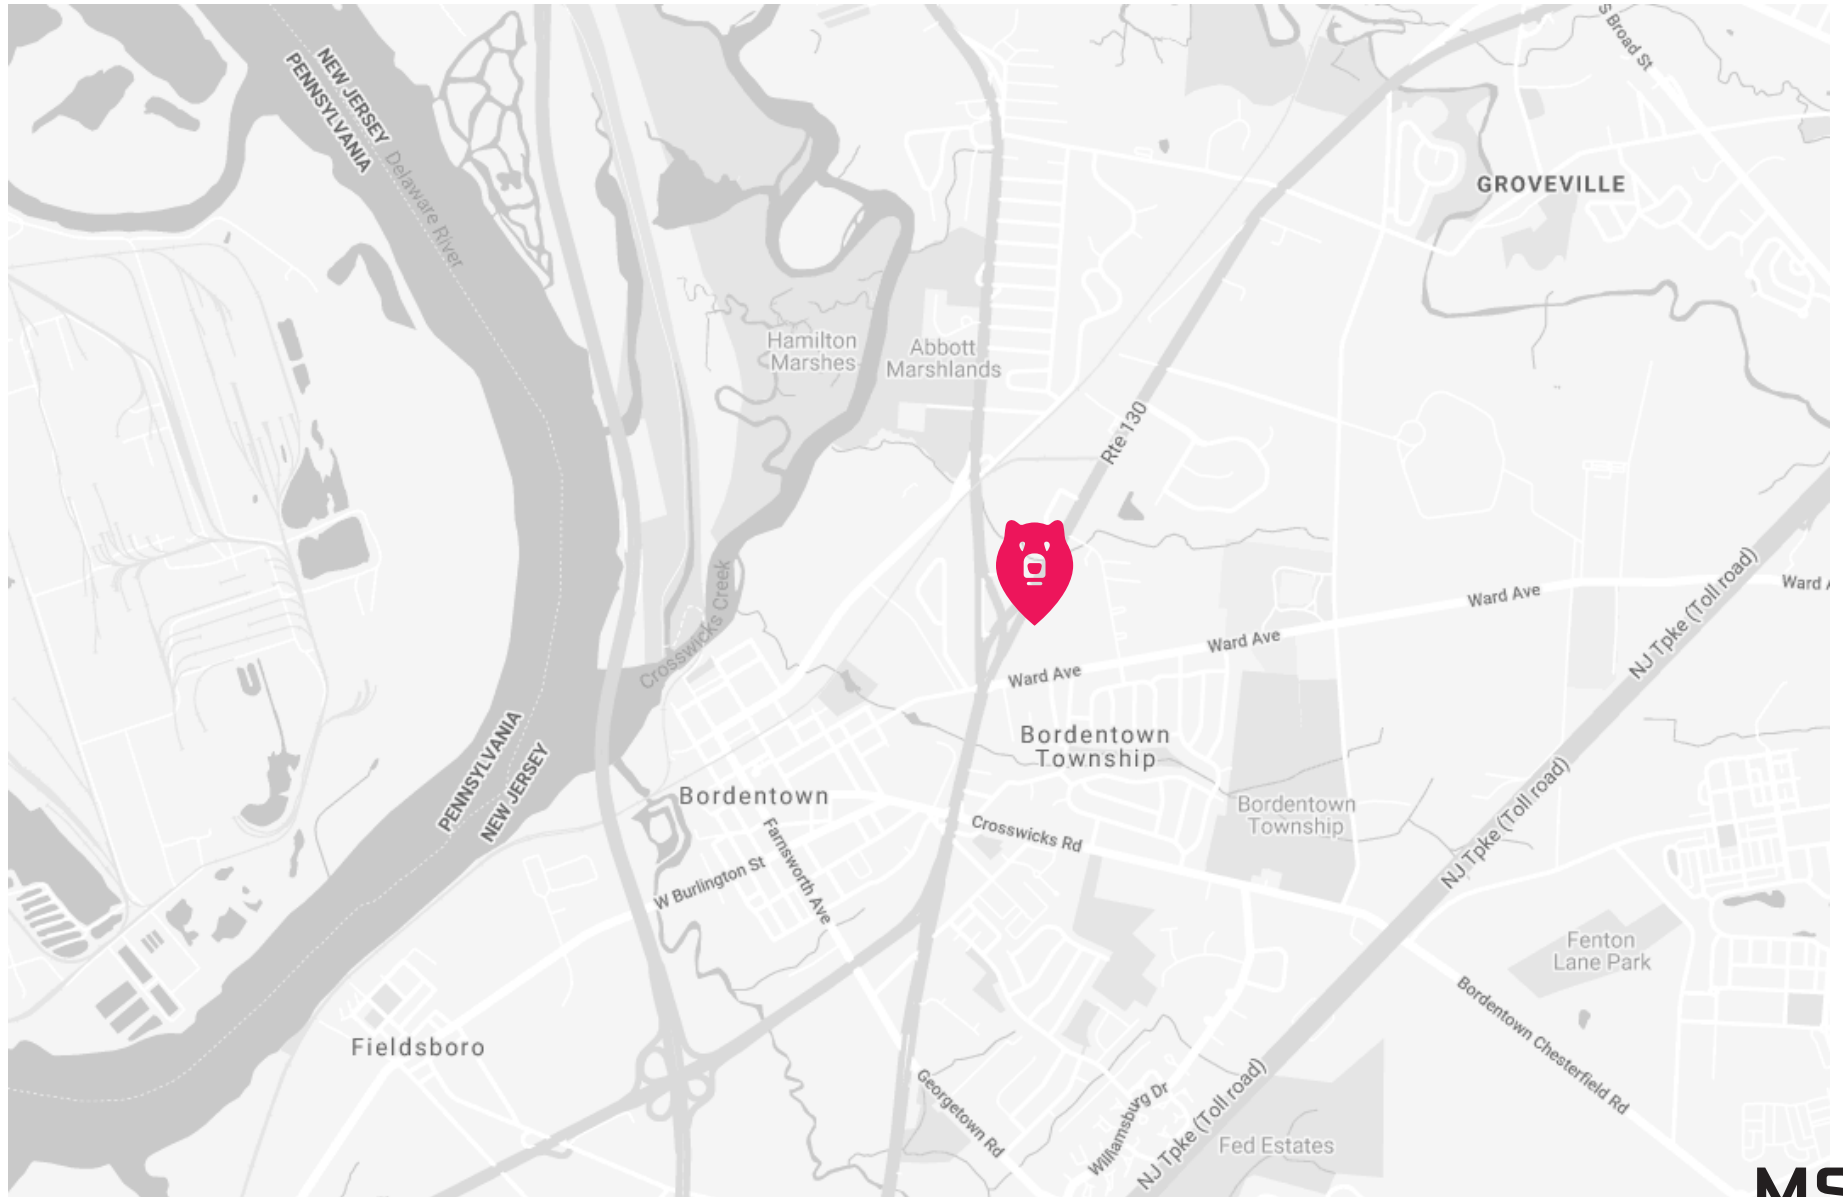 S Broad St
NEW JERSEY
PENNSYLVANIA
Delaware River
GROVEVILLE
Hamilton
Marshes
Abbott
Marshlands
Rte 130
Crosswicks Creek
Ward Ave
Ward Ave
Ward Ave
Ward A
NJ Tpke (Toll road)
PENNSYLVANIA
NEW JERSEY
Bordentown
Township
Bordentown
Bordentown
Township
Crosswicks Rd
Farnsworth Ave
W Burlington St
NJ Tpke (Toll road)
Fenton
Lane Park
Bordentown Chesterfield Rd
Fieldsboro
Georgetown Rd
Williamsburg Dr
NJ Tpke (Toll road)
Fed Estates
MS